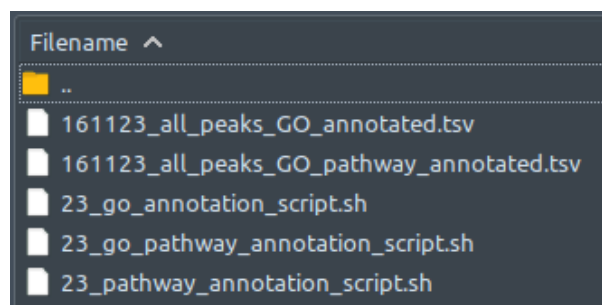 Filename
..
161123_all_peaks_GO_annotated.tsv
161123_all_peaks_GO_pathway_annotated.tsv
23_go_annotation_script.sh
23_go_pathway_annotation_script.sh
23_pathway_annotation_script.sh